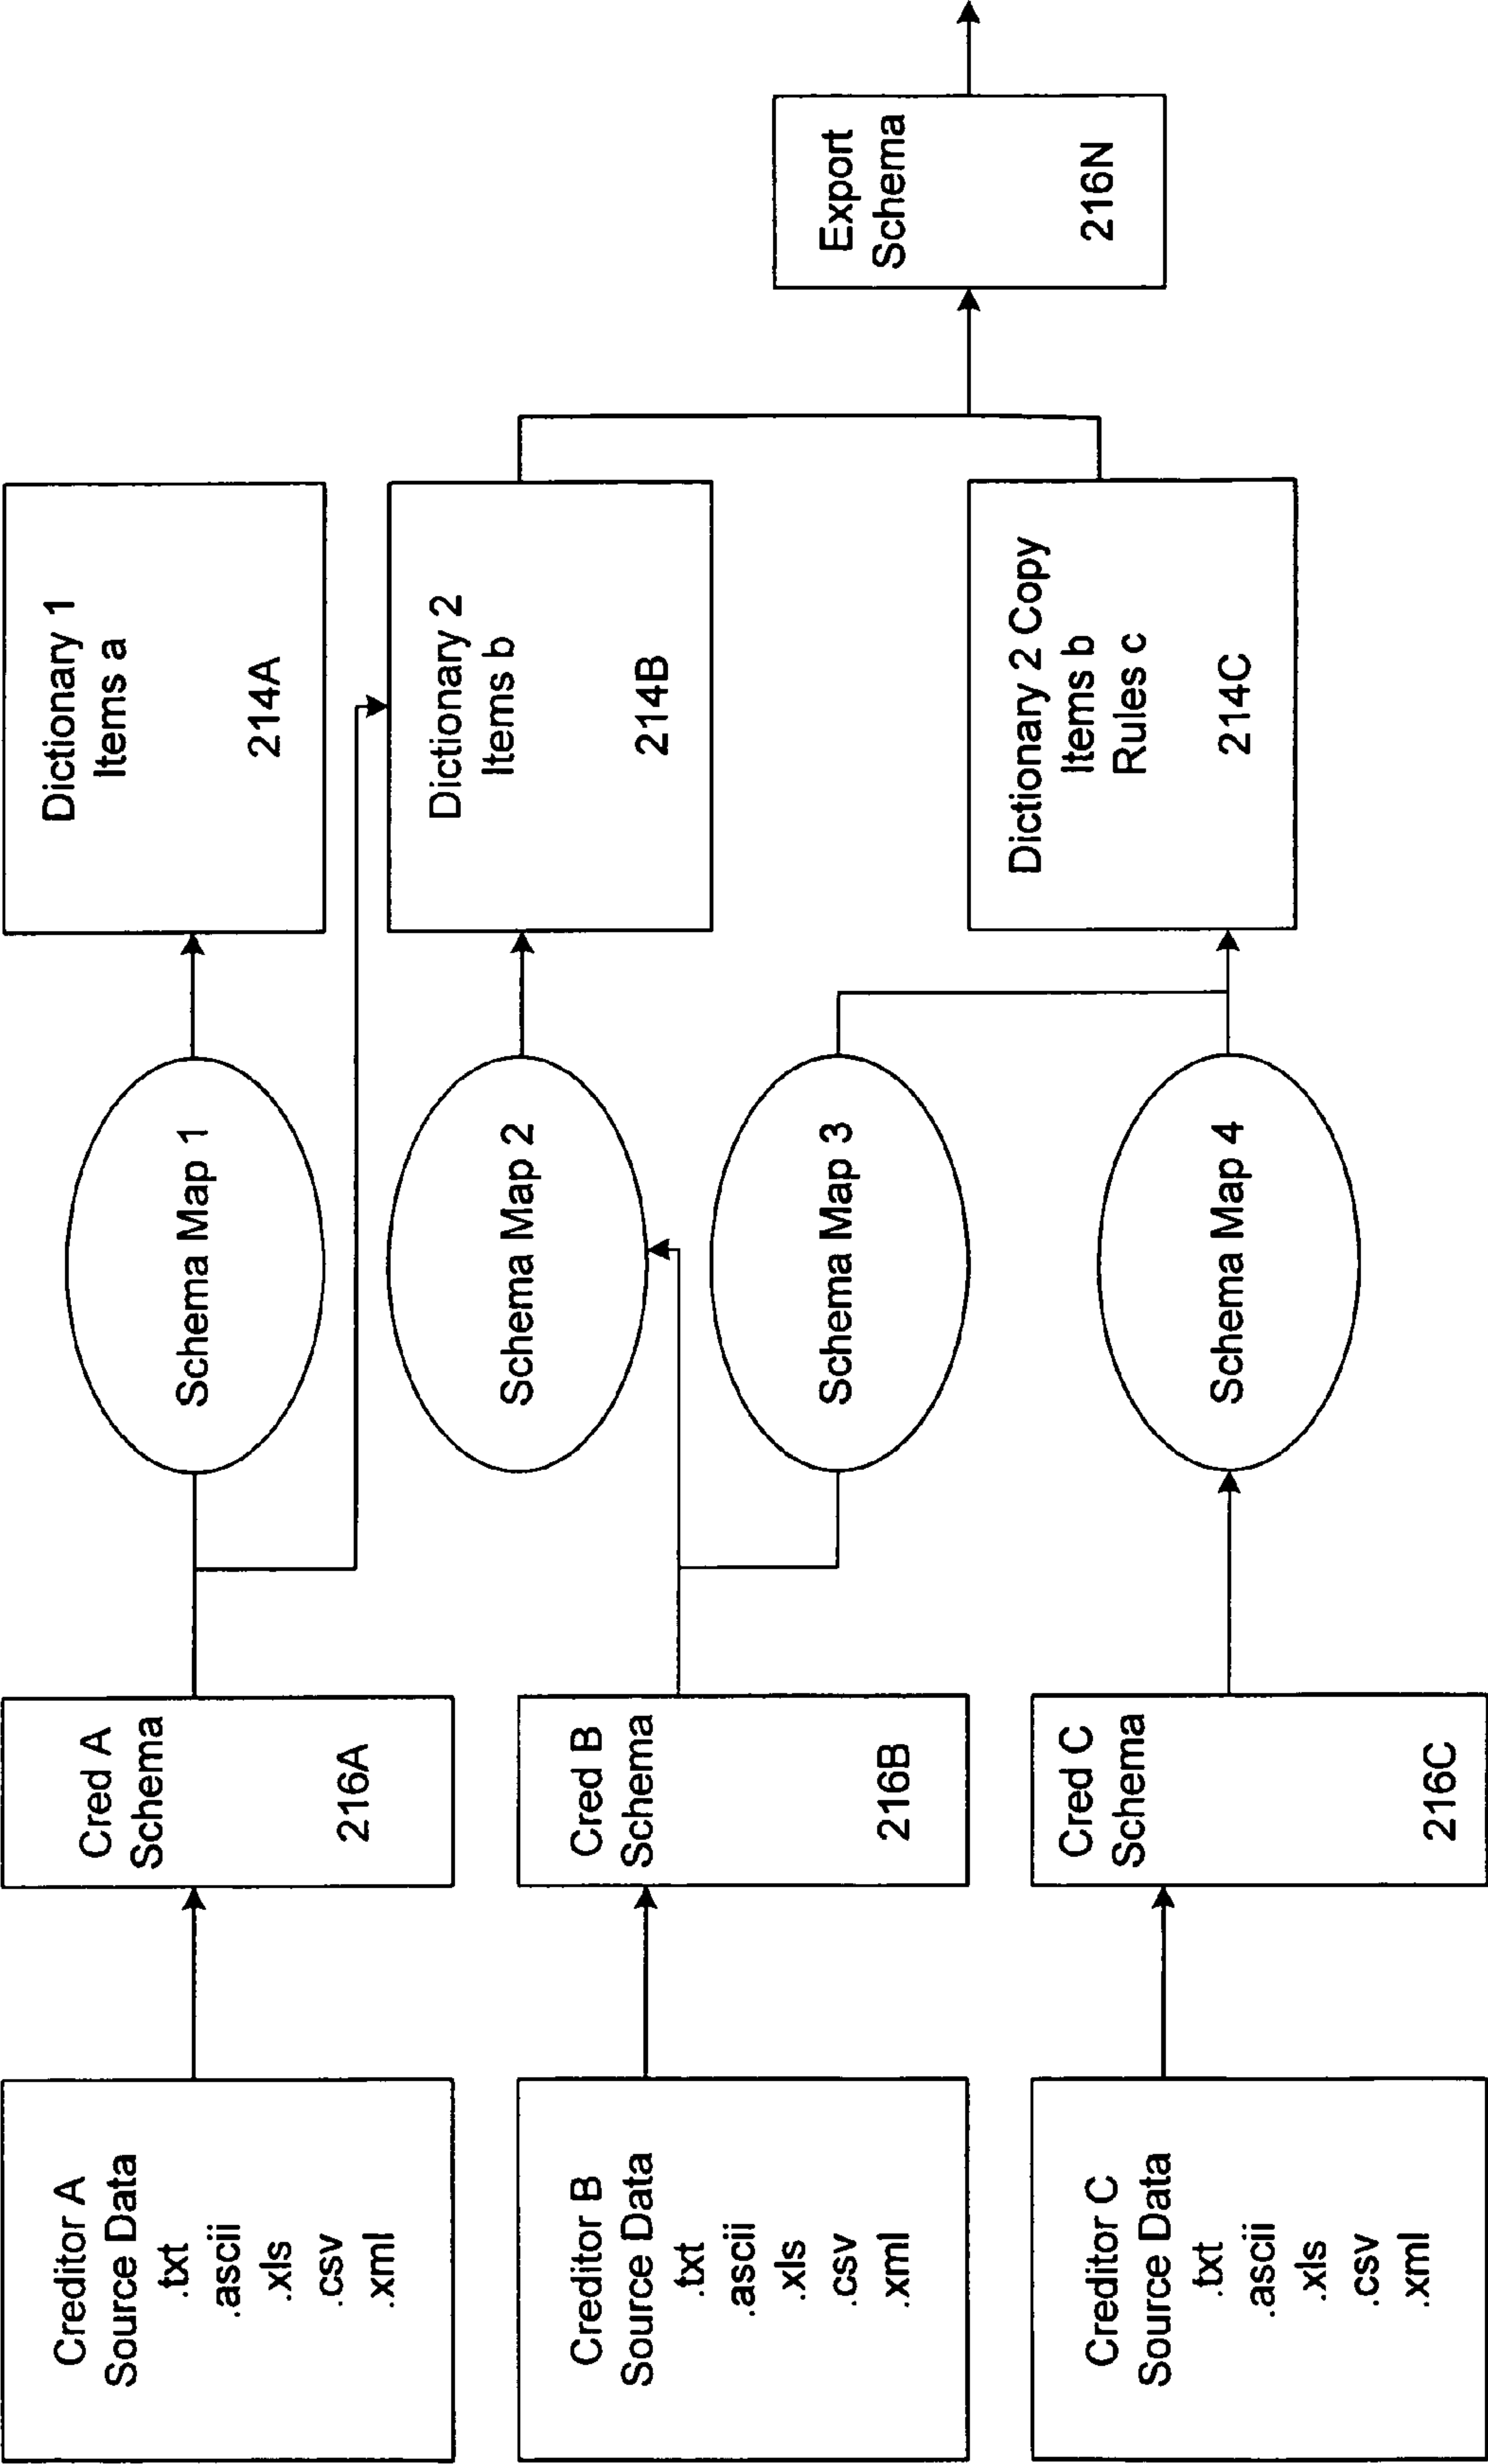 Creditor A
Source Data
.txt
.ascii
.xls
.csv
.xml
Cred A
Schema
216A
Schema Map 1
Dictionary 1
Items a
214A
Creditor B
Source Data
.txt
.ascii
.xls
.csv
.xml
Cred B
Schema
216B
Schema Map 2
Schema Map 3
Dictionary 2
Items b
214B
Creditor C
Source Data
.txt
.ascii
.xls
.csv
.xml
Cred C
Schema
216C
Schema Map 4
Dictionary 2 Copy
Items b
Rules c
214C
Export
Schema
216N